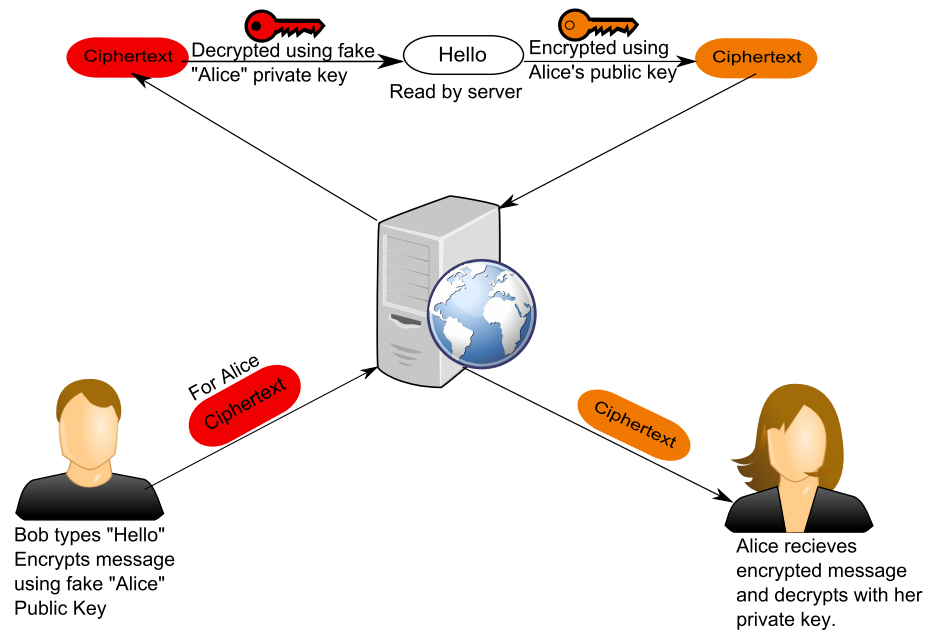 Ciphertext
Decrypted using fake
"Alice" private key
Hello
Read by server
Encrypted using
Alice's public key
Ciphertext
For Alice
Ciphertext
Ciphertext
Bob types "Hello"
Encrypts message
using fake "Alice"
Public Key
Alice recieves
encrypted message
and decrypts with her
private key.